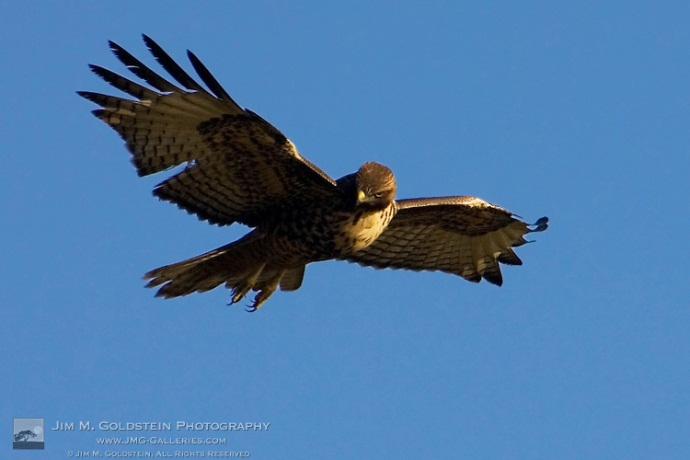 Jim M. Goldstein Photography
www.JMG-Galleries.com
© Jim M. Goldstein, All Rights Reserved